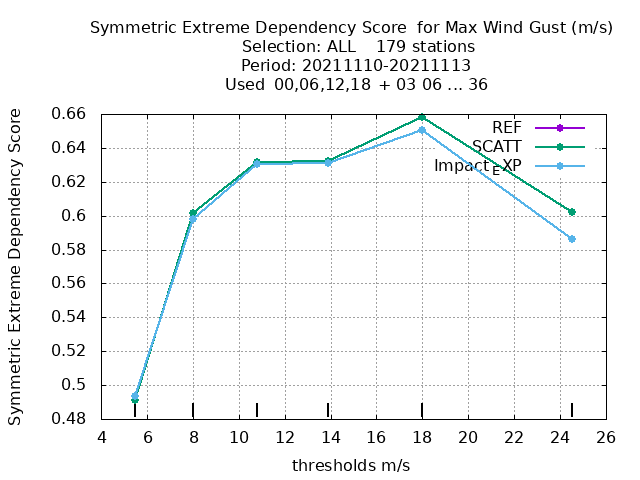 Symmetric Extreme Dependency Score  for Max Wind Gust (m/s)
Selection: ALL    179 stations
Period: 20211110-20211113
Used  00,06,12,18  + 03 06 ... 36
Symmetric Extreme Dependency Score
0.66
0.64
0.62
0.6
0.58
0.56
0.54
0.52
0.5
0.48
REF
SCATT
Impact_EXP
4 6 8 10 12 14 16 18 20 22 24 26
thresholds m/s